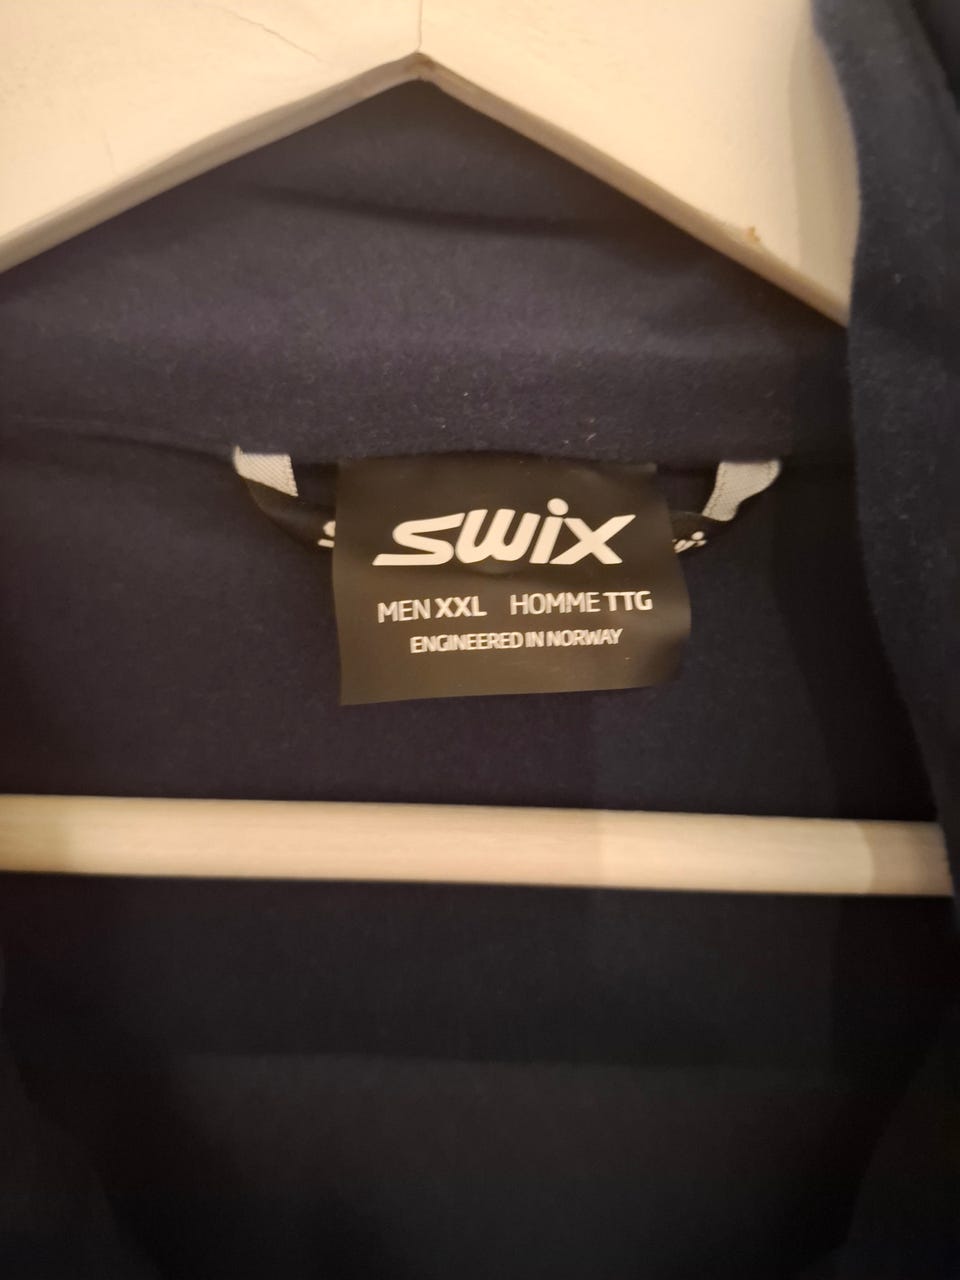 swix
MEN XXL HOMME TTG
ENGINEERED IN NORWAY